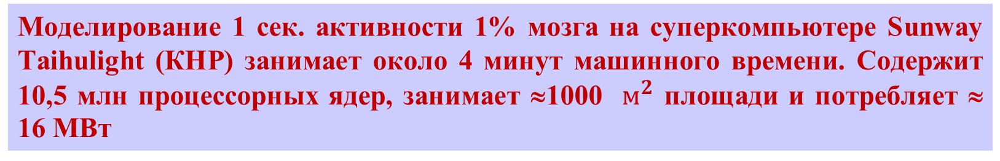 Моделирование 1 сек. активности 1% мозга на суперкомпьютере Sunway
Taihulight (КНР) занимает около 4 минут машинного времени. Содержит
10,5 млн процессорных ядер, занимает ≈1000 м² площади и потребляет ≈
16 МВт